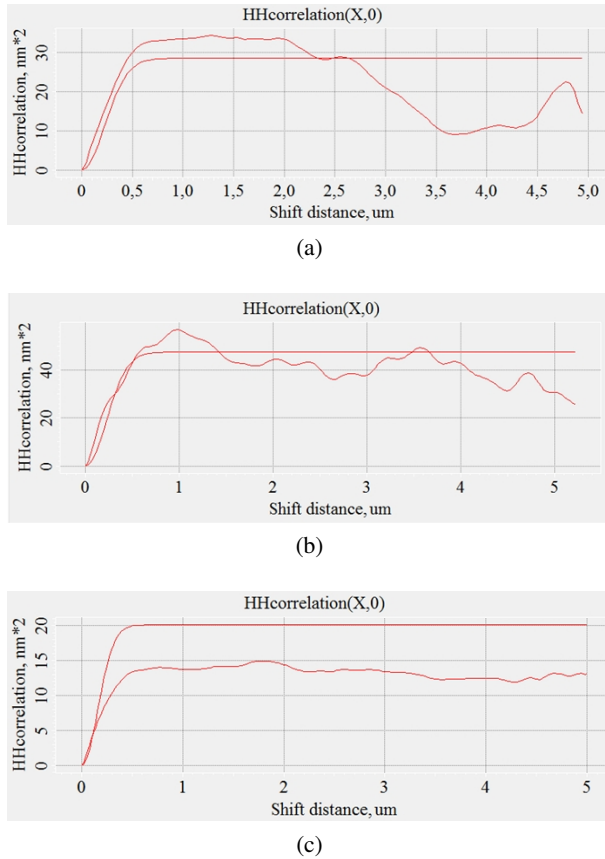 HHcorrelation(X,0)
HHcorrelation, nm*2
30
20
10
0
0 0,5 1,0 1,5 2,0 2,5 3,0 3,5 4,0 4,5 5,0
Shift distance, um
(a)
HHcorrelation(X,0)
HHcorrelation, nm*2
40
20
0
0 1 2 3 4 5
Shift distance, um
(b)
HHcorrelation(X,0)
HHcorrelation, nm*2
20
15
10
5
0
0 1 2 3 4 5
Shift distance, um
(c)